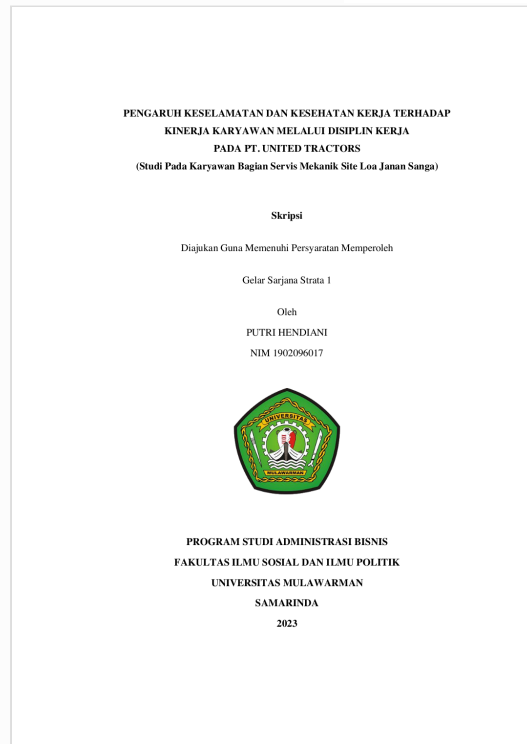 PENGARUH KESELAMATAN DAN KESEHATAN KERJA TERHADAP
KINERJA KARYAWAN MELALUI DISIPLIN KERJA
PADA PT. UNITED TRACTORS
(Studi Pada Karyawan Bagian Servis Mekanik Site Loa Janan Sanga)
Skripsi
Diajukan Guna Memenuhi Persyaratan Memperoleh
Gelar Sarjana Strata 1
Oleh
PUTRI HENDIANI
NIM 1902096017
UNIVERSITAS
MULAWARMAN
PROGRAM STUDI ADMINISTRASI BISNIS
FAKULTAS ILMU SOSIAL DAN ILMU POLITIK
UNIVERSITAS MULAWARMAN
SAMARINDA
2023